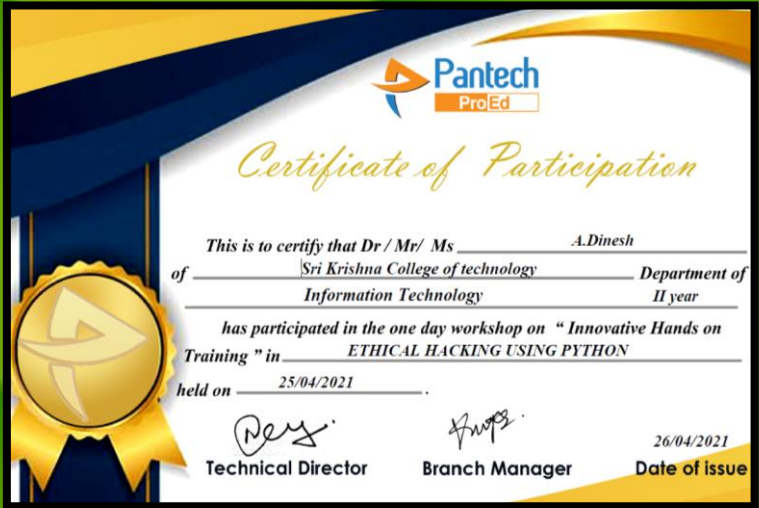 Pantech
ProEd
Certificate of Participation
This is to certify that Dr / Mr/ Ms A.Dinesh
of Sri Krishna College of technology Department of
Information Technology II year
has participated in the one day workshop on “ Innovative Hands on
Training ” in ETHICAL HACKING USING PYTHON
held on 25/04/2021 .
26/04/2021
Technical Director Branch Manager Date of issue